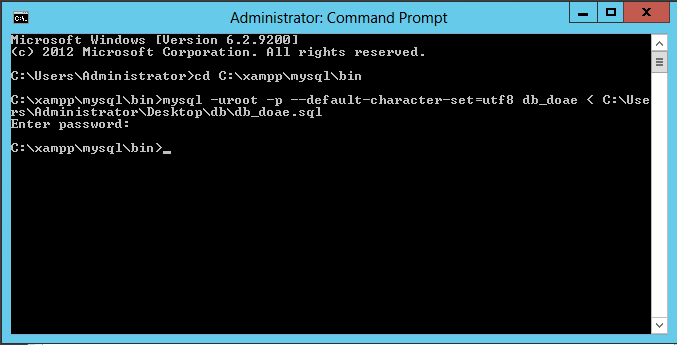 Administrator: Command Prompt
Microsoft Windows [Version 6.2.9200]
(c) 2012 Microsoft Corporation. All rights reserved.
C:\Users\Administrator>cd C:\xampp\mysql\bin
C:\xampp\mysql\bin>mysql -uroot -p --default-character-set=utf8 db_doae < C:\Use
rs\Administrator\Desktop\db\db_doae.sql
Enter password:
C:\xampp\mysql\bin>_